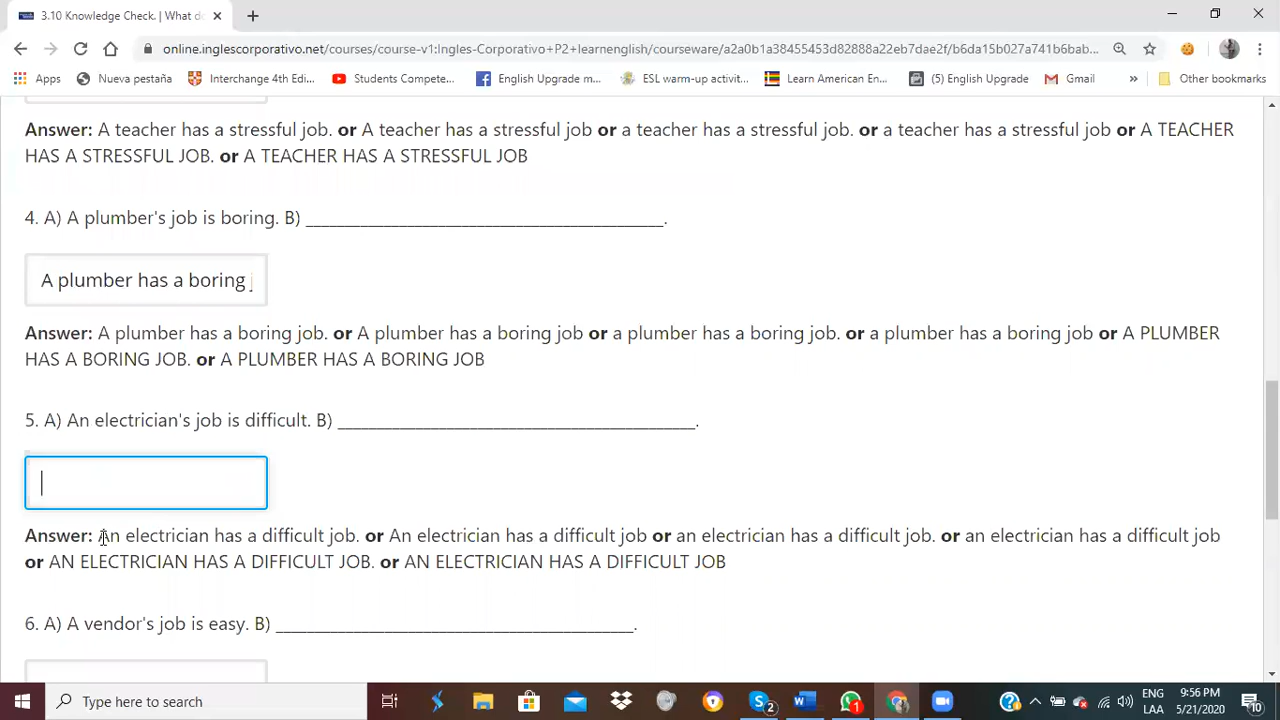 3.10 Knowledge Check. | What do
online.inglescorporativo.net/courses/course-v1:Ingles-Corporativo+P2+learnenglish/courseware/a2a0b1a38455453d82888a22eb7dae2f/b6da15b027a741b6bab...
Apps Nueva pestaña Interchange 4th Edi... Students Compete... English Upgrade m... ESL warm-up activit... Learn American En... (5) English Upgrade Gmail » Other bookmarks
Answer: A teacher has a stressful job. or A teacher has a stressful job or a teacher has a stressful job. or a teacher has a stressful job or A TEACHER
HAS A STRESSFUL JOB. or A TEACHER HAS A STRESSFUL JOB
4. A) A plumber's job is boring. B) ____________________________________.
A plumber has a boring j
Answer: A plumber has a boring job. or A plumber has a boring job or a plumber has a boring job. or a plumber has a boring job or A PLUMBER
HAS A BORING JOB. or A PLUMBER HAS A BORING JOB
5. A) An electrician's job is difficult. B) ____________________________________.
Answer: An electrician has a difficult job. or An electrician has a difficult job or an electrician has a difficult job. or an electrician has a difficult job
or AN ELECTRICIAN HAS A DIFFICULT JOB. or AN ELECTRICIAN HAS A DIFFICULT JOB
6. A) A vendor's job is easy. B) ____________________________________.
Type here to search
2
1
ENG 9:56 PM
LAA 5/21/2020
10